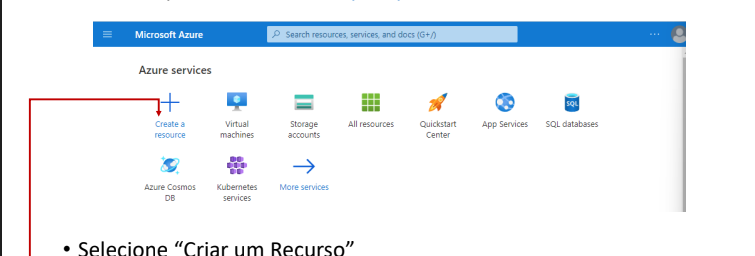 Microsoft Azure
Search resources, services, and docs (G+/)
...
Azure services
Create a resource
Virtual machines
Storage accounts
All resources
Quickstart Center
App Services
SQL databases
SQL
Azure Cosmos DB
Kubernetes services
More services
• Selecione “Criar um Recurso”